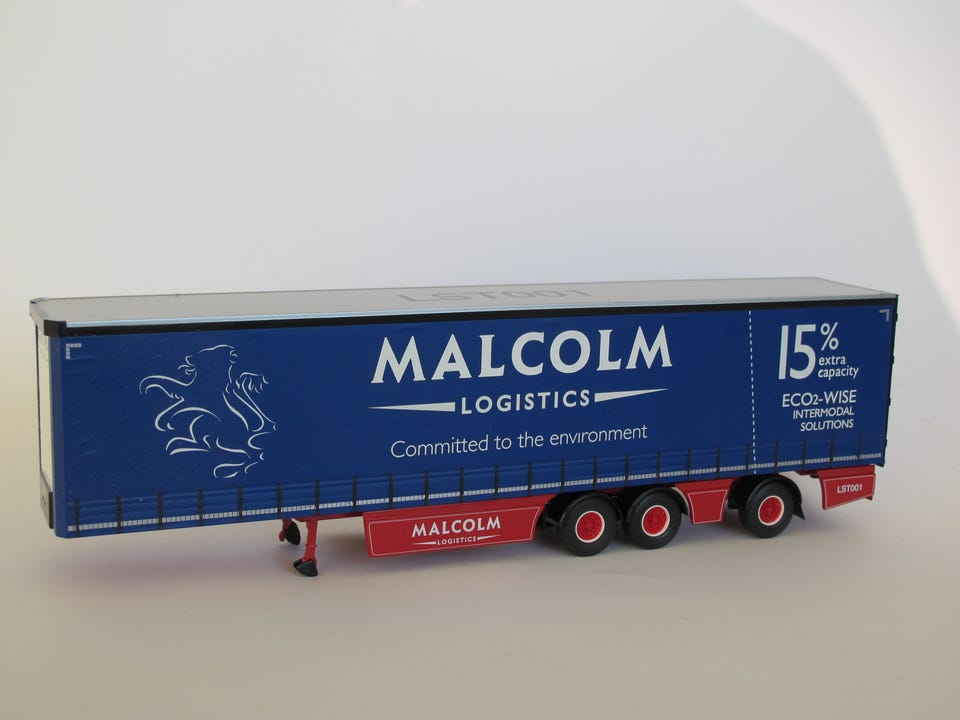 LST001
MALCOLM
LOGISTICS
Committed to the environment
15%
extra
capacity
ECO2-WISE
INTERMODAL
SOLUTIONS
MALCOLM
LOGISTICS
LST001